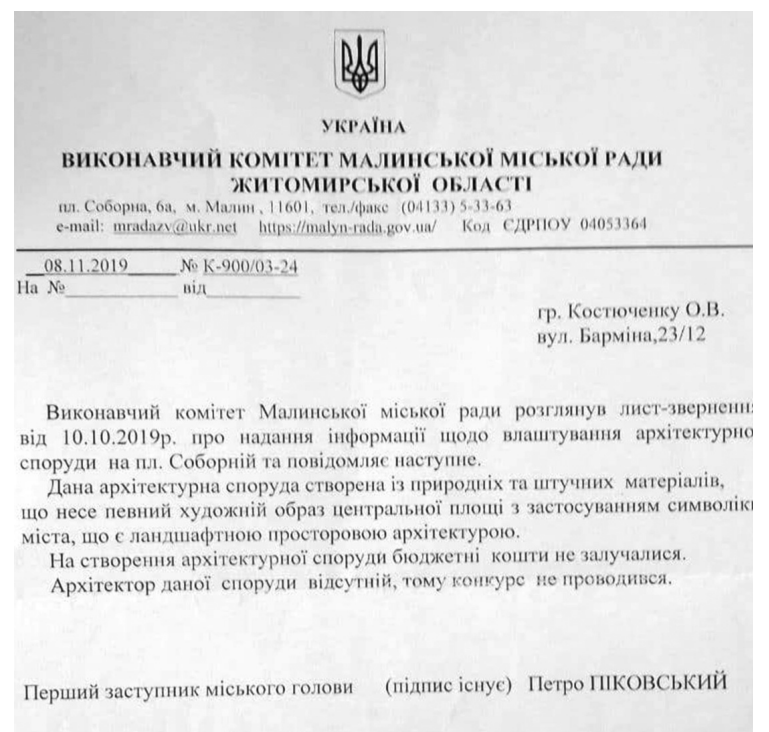 УКРАЇНА
ВИКОНАВЧИЙ КОМІТЕТ МАЛИНСЬКОЇ МІСЬКОЇ РАДИ
ЖИТОМИРСЬКОЇ ОБЛАСТІ
пл. Соборна, 6а, м. Малин , 11601, тел./факс (04133) 5-33-63
e-mail: mradazv@ukr.net https://malyn-rada.gov.ua/ Код ЄДРПОУ 04053364
__08.11.2019_____ № К-900/03-24
На №____________ від__________
гр. Костюченку О.В.
вул. Барміна,23/12
Виконавчий комітет Малинської міської ради розглянув лист-звернення
від 10.10.2019р. про надання інформації щодо влаштування архітектурно
споруди на пл. Соборній та повідомляє наступне.
Дана архітектурна споруда створена із природніх та штучних матеріалів,
що несе певний художній образ центральної площі з застосуванням символіки
міста, що є ландшафтною просторовою архітектурою.
На створення архітектурної споруди бюджетні кошти не залучалися.
Архітектор даної споруди відсутній, тому конкурс не проводився.
Перший заступник міського голови (підпис існує) Петро ПІКОВСЬКИЙ